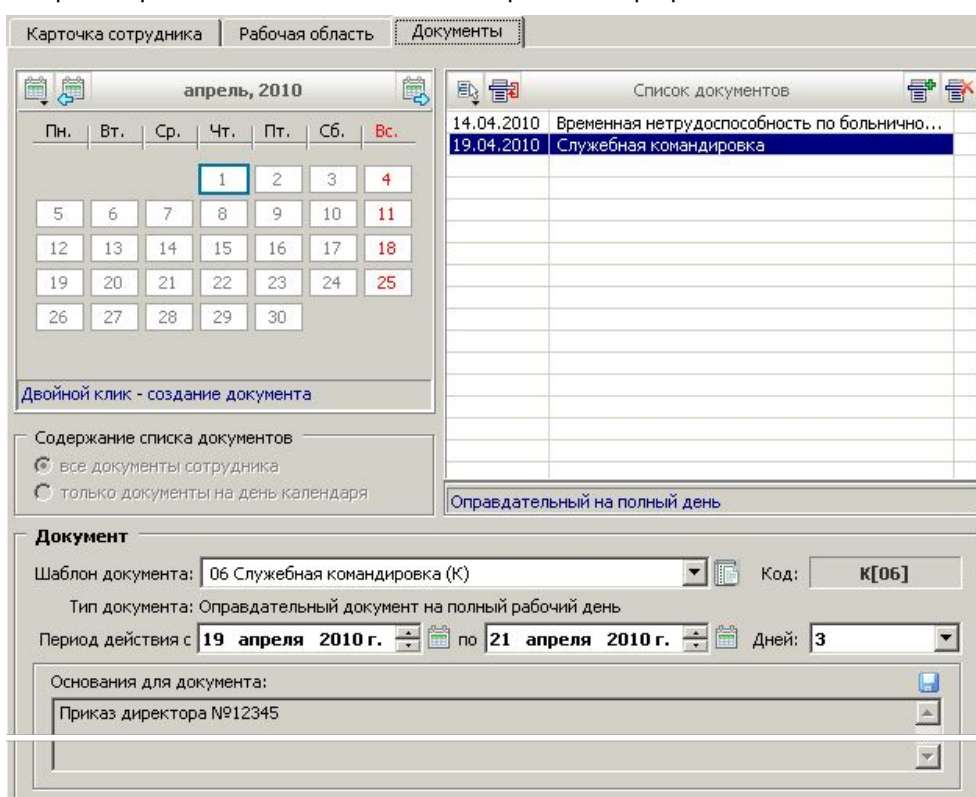 Карточка сотрудника Рабочая область Документы
апрель, 2010
Пн. Вт. Ср. Чт. Пт. Сб. Вс.
1 2 3 4
5 6 7 8 9 10 11
12 13 14 15 16 17 18
19 20 21 22 23 24 25
26 27 28 29 30
Двойной клик - создание документа
Содержание списка документов
все документы сотрудника
только документы на день календаря
Список документов
14.04.2010 Временная нетрудоспособность по больнично...
19.04.2010 Служебная командировка
Оправдательный на полный день
Документ
Шаблон документа: 06 Служебная командировка (К) Код: К[06]
Тип документа: Оправдательный документ на полный рабочий день
Период действия с 19 апреля 2010 г. по 21 апреля 2010 г. Дней: 3
Основания для документа:
Приказ директора №12345